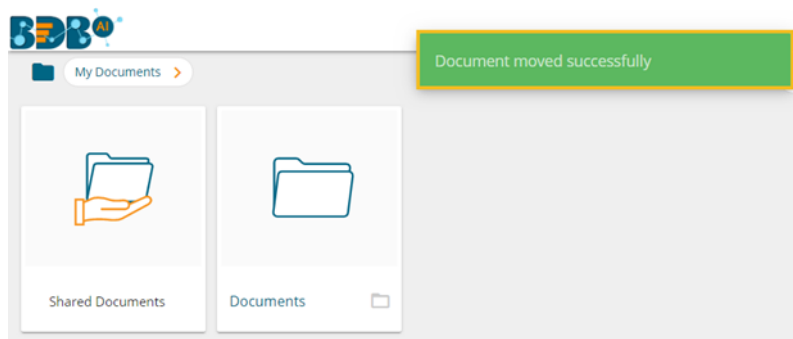 BDB AI
Document moved successfully
My Documents
Shared Documents
Documents